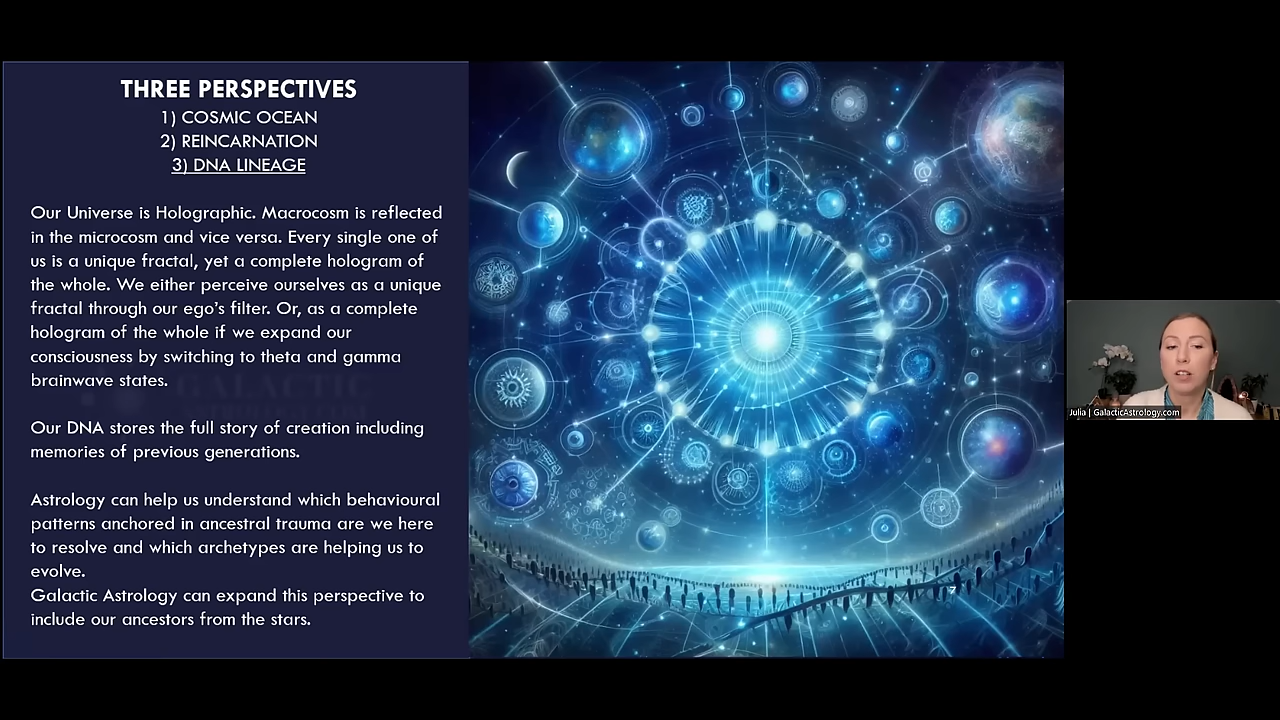 THREE PERSPECTIVES
1) COSMIC OCEAN
2) REINCARNATION
3) DNA LINEAGE
Our Universe is Holographic. Macrocosm is reflected
in the microcosm and vice versa. Every single one of
us is a unique fractal, yet a complete hologram of
the whole. We either perceive ourselves as a unique
fractal through our ego's filter. Or, as a complete
hologram of the whole if we expand our
consciousness by switching to theta and gamma
brainwave states.
GALACTIC
Our DNA stores the full story of creation including
memories of previous generations.
Astrology can help us understand which behavioural
patterns anchored in ancestral trauma are we here
to resolve and which archetypes are helping us to
evolve.
Galactic Astrology can expand this perspective to
include our ancestors from the stars.
Julia | GalacticAstrology.com